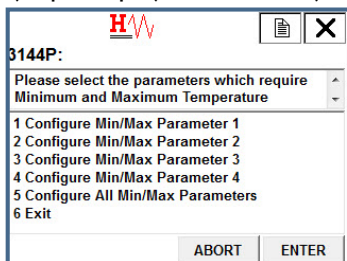 H
3144P:
Please select the parameters which require
Minimum and Maximum Temperature
1 Configure Min/Max Parameter 1
2 Configure Min/Max Parameter 2
3 Configure Min/Max Parameter 3
4 Configure Min/Max Parameter 4
5 Configure All Min/Max Parameters
6 Exit
ABORT ENTER